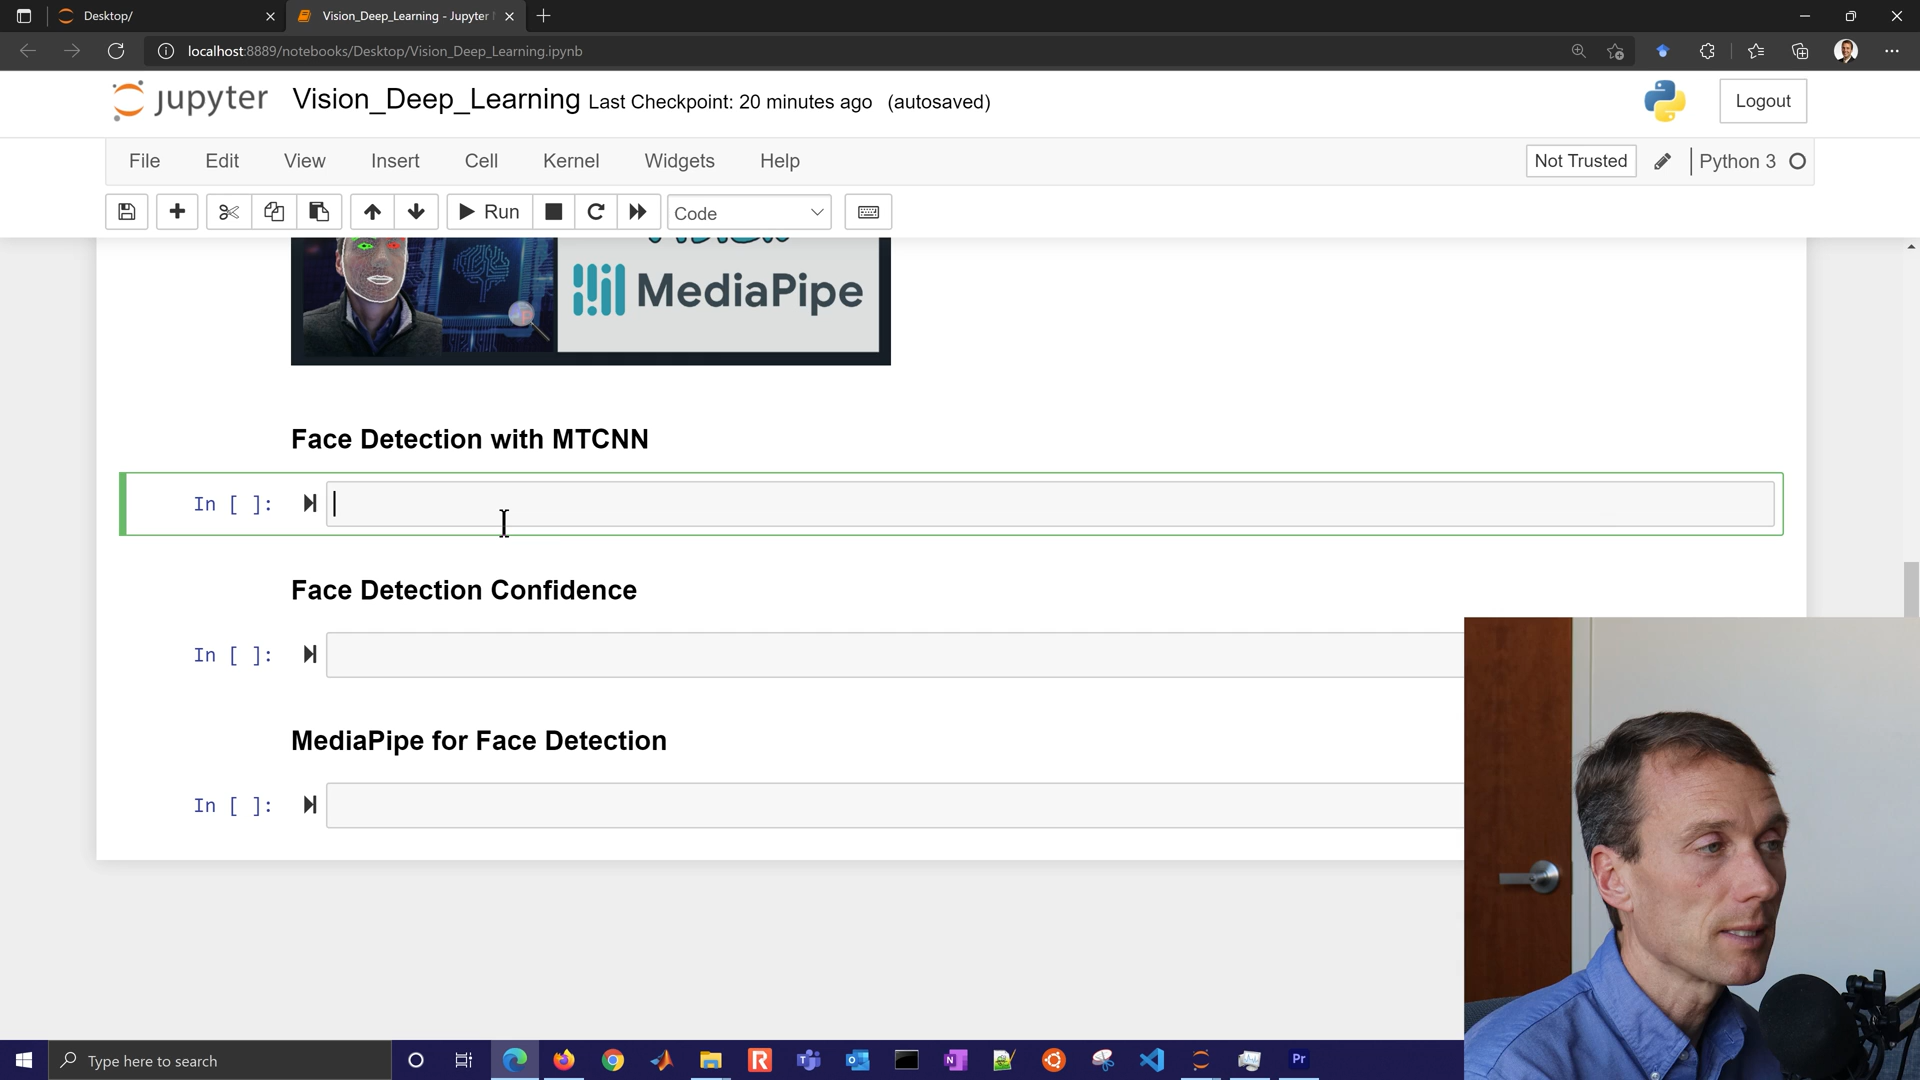 Desktop/
Vision_Deep_Learning - Jupyter
localhost:8889/notebooks/Desktop/Vision_Deep_Learning.ipynb
jupyter Vision_Deep_Learning Last Checkpoint: 20 minutes ago (autosaved)
Logout
File Edit View Insert Cell Kernel Widgets Help
Not Trusted
Python 3
Run
Code
MediaPipe
Face Detection with MTCNN
In [ ]:
Face Detection Confidence
In [ ]:
MediaPipe for Face Detection
In [ ]:
Type here to search
R
N
Pr